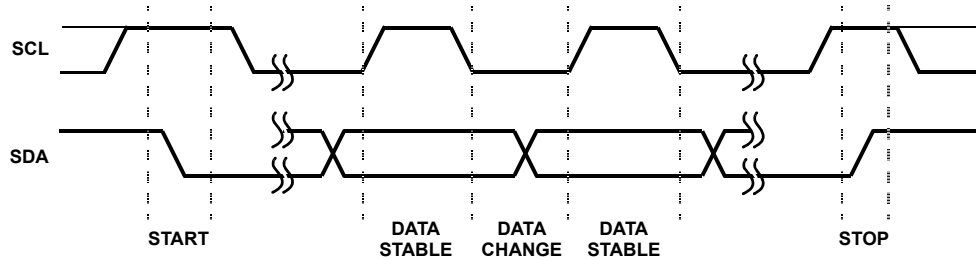 SCL
SDA
START
DATA
STABLE
DATA
CHANGE
DATA
STABLE
STOP